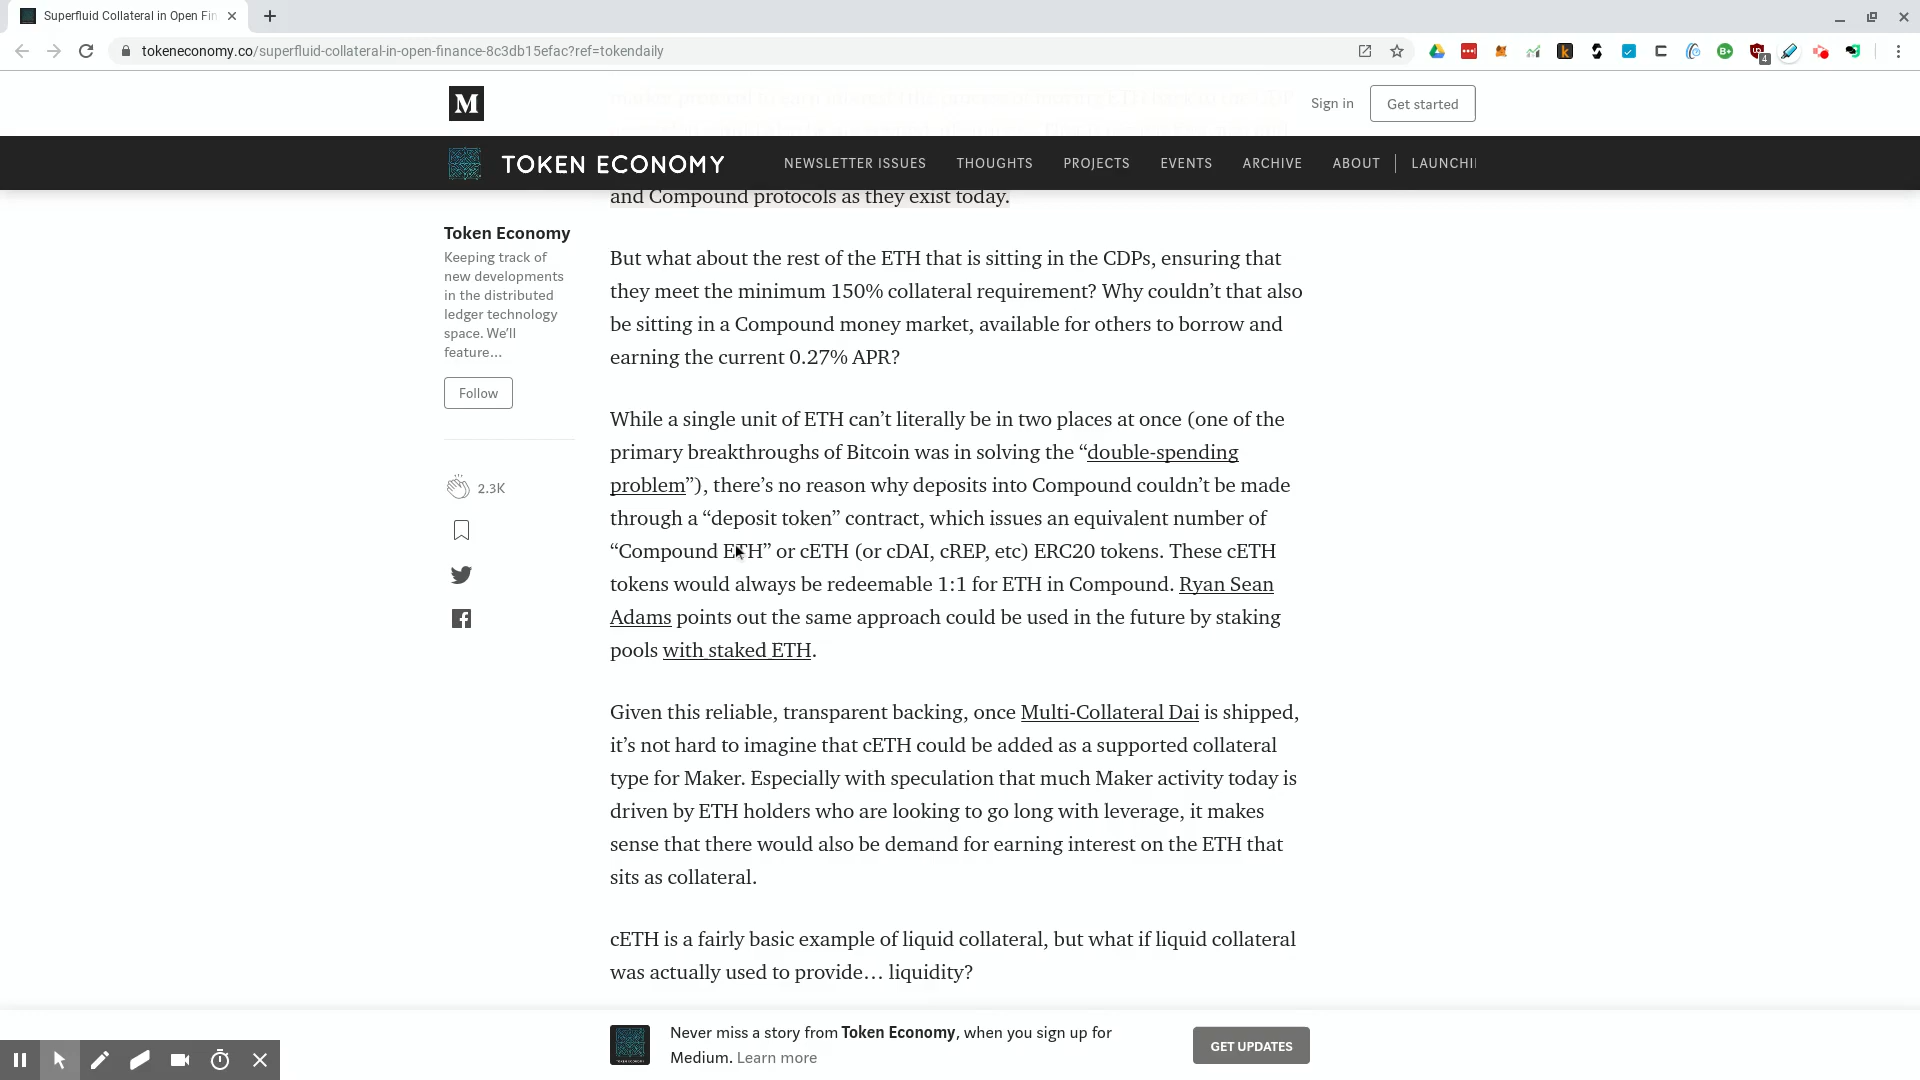 Superfluid Collateral in Open Fin
tokeneconomy.co/superfluid-collateral-in-open-finance-8c3db15efac?ref=tokendaily
4
M
Sign in
Get started
TOKEN ECONOMY
NEWSLETTER ISSUES
THOUGHTS
PROJECTS
EVENTS
ARCHIVE
ABOUT
LAUNCHI
and Compound protocols as they exist today.
Token Economy
Keeping track of
new developments
in the distributed
ledger technology
space. We'll
feature…
Follow
2.3K
But what about the rest of the ETH that is sitting in the CDPs, ensuring that
they meet the minimum 150% collateral requirement? Why couldn’t that also
be sitting in a Compound money market, available for others to borrow and
earning the current 0.27% APR?
While a single unit of ETH can’t literally be in two places at once (one of the
primary breakthroughs of Bitcoin was in solving the “double-spending
problem”), there’s no reason why deposits into Compound couldn’t be made
through a “deposit token” contract, which issues an equivalent number of
“Compound ETH” or cETH (or cDAI, cREP, etc) ERC20 tokens. These cETH
tokens would always be redeemable 1:1 for ETH in Compound. Ryan Sean
Adams points out the same approach could be used in the future by staking
pools with staked ETH.
Given this reliable, transparent backing, once Multi-Collateral Dai is shipped,
it’s not hard to imagine that cETH could be added as a supported collateral
type for Maker. Especially with speculation that much Maker activity today is
driven by ETH holders who are looking to go long with leverage, it makes
sense that there would also be demand for earning interest on the ETH that
sits as collateral.
cETH is a fairly basic example of liquid collateral, but what if liquid collateral
was actually used to provide… liquidity?
Never miss a story from Token Economy, when you sign up for
Medium. Learn more
GET UPDATES